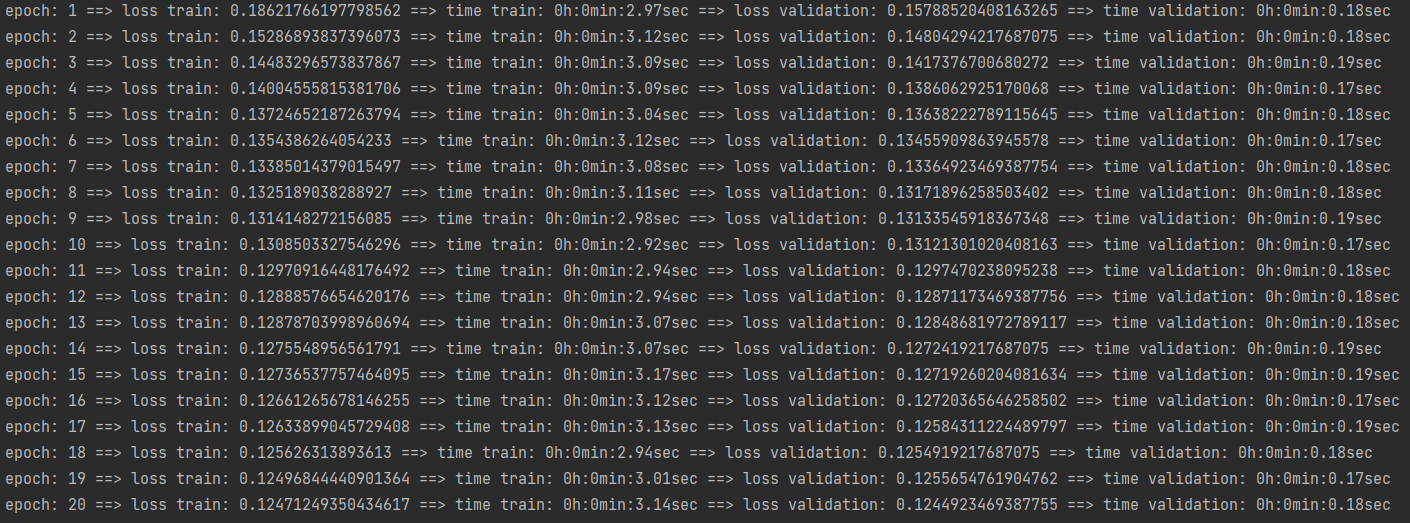 epoch: 1 ==> loss train: 0.18621766197798562 ==> time train: 0h:0min:2.97sec ==> loss validation: 0.15788520408163265 ==> time validation: 0h:0min:0.18sec
epoch: 2 ==> loss train: 0.15286893837396073 ==> time train: 0h:0min:3.12sec ==> loss validation: 0.14804294217687075 ==> time validation: 0h:0min:0.18sec
epoch: 3 ==> loss train: 0.14483296573837867 ==> time train: 0h:0min:3.09sec ==> loss validation: 0.1417376700680272 ==> time validation: 0h:0min:0.19sec
epoch: 4 ==> loss train: 0.14004555815381706 ==> time train: 0h:0min:3.09sec ==> loss validation: 0.1386062925170068 ==> time validation: 0h:0min:0.17sec
epoch: 5 ==> loss train: 0.13724652187263794 ==> time train: 0h:0min:3.04sec ==> loss validation: 0.13638222789115645 ==> time validation: 0h:0min:0.18sec
epoch: 6 ==> loss train: 0.1354386264054233 ==> time train: 0h:0min:3.12sec ==> loss validation: 0.13455909863945578 ==> time validation: 0h:0min:0.17sec
epoch: 7 ==> loss train: 0.13385014379015497 ==> time train: 0h:0min:3.08sec ==> loss validation: 0.13364923469387754 ==> time validation: 0h:0min:0.18sec
epoch: 8 ==> loss train: 0.1325189038288927 ==> time train: 0h:0min:3.11sec ==> loss validation: 0.13171896258503402 ==> time validation: 0h:0min:0.18sec
epoch: 9 ==> loss train: 0.1314148272156085 ==> time train: 0h:0min:2.98sec ==> loss validation: 0.13133545918367348 ==> time validation: 0h:0min:0.19sec
epoch: 10 ==> loss train: 0.1308503327546296 ==> time train: 0h:0min:2.92sec ==> loss validation: 0.13121301020408163 ==> time validation: 0h:0min:0.17sec
epoch: 11 ==> loss train: 0.12970916448176492 ==> time train: 0h:0min:2.94sec ==> loss validation: 0.1297470238095238 ==> time validation: 0h:0min:0.18sec
epoch: 12 ==> loss train: 0.12888576654620176 ==> time train: 0h:0min:2.94sec ==> loss validation: 0.12871173469387756 ==> time validation: 0h:0min:0.18sec
epoch: 13 ==> loss train: 0.12878703998960694 ==> time train: 0h:0min:3.07sec ==> loss validation: 0.12848681972789117 ==> time validation: 0h:0min:0.18sec
epoch: 14 ==> loss train: 0.1275548956561791 ==> time train: 0h:0min:3.07sec ==> loss validation: 0.1272419217687075 ==> time validation: 0h:0min:0.19sec
epoch: 15 ==> loss train: 0.12736537757464095 ==> time train: 0h:0min:3.17sec ==> loss validation: 0.12719260204081634 ==> time validation: 0h:0min:0.19sec
epoch: 16 ==> loss train: 0.12661265678146255 ==> time train: 0h:0min:3.12sec ==> loss validation: 0.12720365646258502 ==> time validation: 0h:0min:0.17sec
epoch: 17 ==> loss train: 0.12633899045729408 ==> time train: 0h:0min:3.13sec ==> loss validation: 0.12584311224489797 ==> time validation: 0h:0min:0.19sec
epoch: 18 ==> loss train: 0.125626313893613 ==> time train: 0h:0min:2.94sec ==> loss validation: 0.1254919217687075 ==> time validation: 0h:0min:0.18sec
epoch: 19 ==> loss train: 0.12496844440901364 ==> time train: 0h:0min:3.01sec ==> loss validation: 0.1255654761904762 ==> time validation: 0h:0min:0.17sec
epoch: 20 ==> loss train: 0.12471249350434617 ==> time train: 0h:0min:3.14sec ==> loss validation: 0.1244923469387755 ==> time validation: 0h:0min:0.18sec